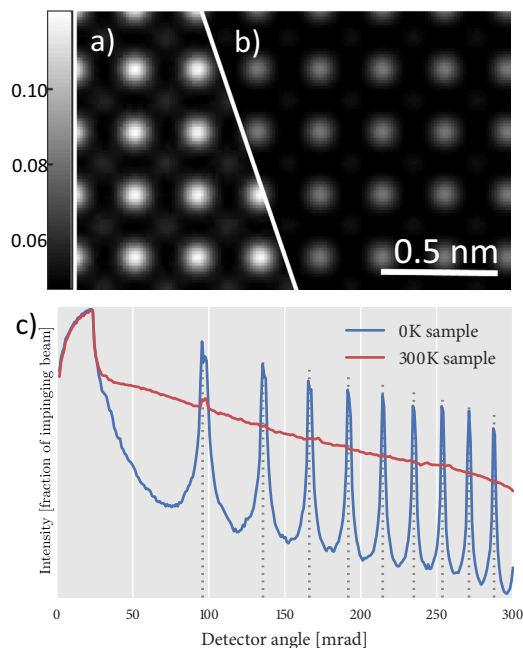 a)
b)
0.10
0.08
0.06
0.5 nm
c)
0K sample
300K sample
Intensity [fraction of impinging beam]
0
50
100
150
200
250
300
Detector angle [mrad]